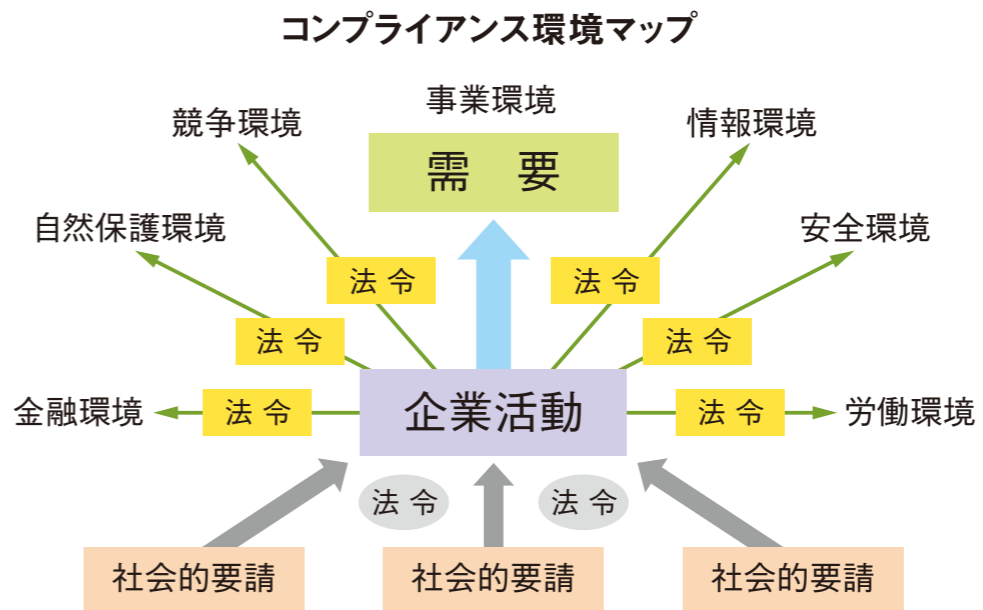 コンプライアンス環境マップ
事業環境
競争環境
情報環境
需 要
自然保護環境
安全環境
法 令
法 令
法 令
法 令
金融環境
法 令
企業活動
法 令
労働環境
法 令
法 令
社会的要請
社会的要請
社会的要請